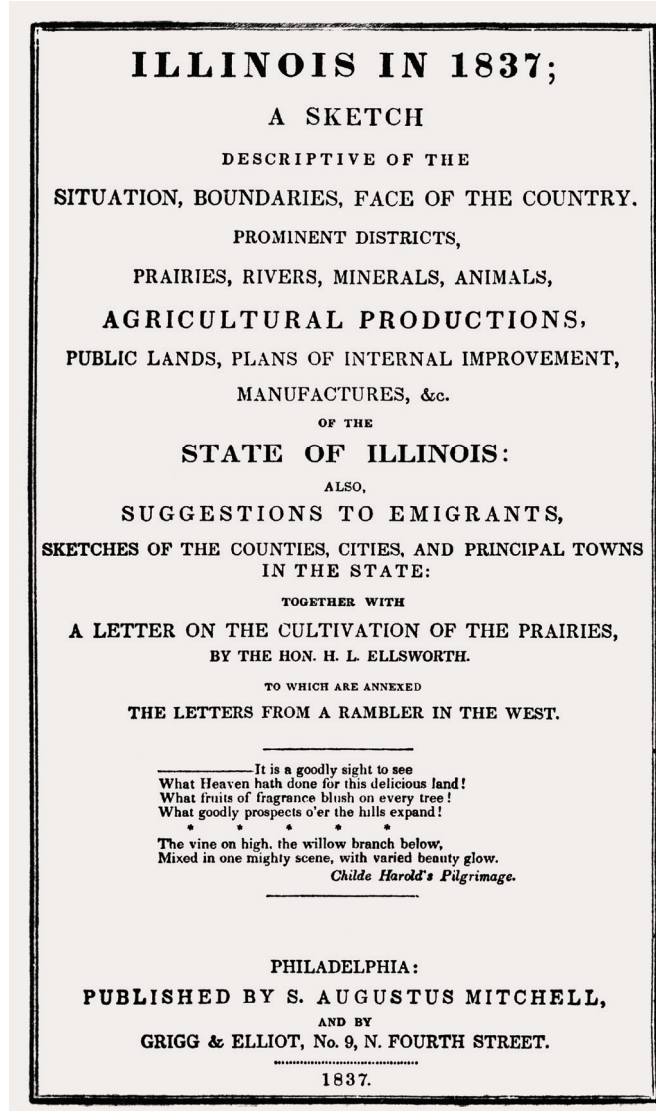 ILLINOIS IN 1837;
A SKETCH
DESCRIPTIVE OF THE
SITUATION, BOUNDARIES, FACE OF THE COUNTRY.
PROMINENT DISTRICTS,
PRAIRIES, RIVERS, MINERALS, ANIMALS,
AGRICULTURAL PRODUCTIONS,
PUBLIC LANDS, PLANS OF INTERNAL IMPROVEMENT,
MANUFACTURES, &c.
OF THE
STATE OF ILLINOIS:
ALSO,
SUGGESTIONS TO EMIGRANTS,
SKETCHES OF THE COUNTIES, CITIES, AND PRINCIPAL TOWNS
IN THE STATE:
TOGETHER WITH
A LETTER ON THE CULTIVATION OF THE PRAIRIES,
BY THE HON. H. L. ELLSWORTH.
TO WHICH ARE ANNEXED
THE LETTERS FROM A RAMBLER IN THE WEST.
————It is a goodly sight to see
What Heaven hath done for this delicious land!
What fruits of fragrance blush on every tree!
What goodly prospects o'er the hills expand!
* * * * *
The vine on high. the willow branch below,
Mixed in one mighty scene, with varied beauty glow.
Childe Harold's Pilgrimage.
PHILADELPHIA:
PUBLISHED BY S. AUGUSTUS MITCHELL,
AND BY
GRIGG & ELLIOT, No. 9, N. FOURTH STREET.
1837.